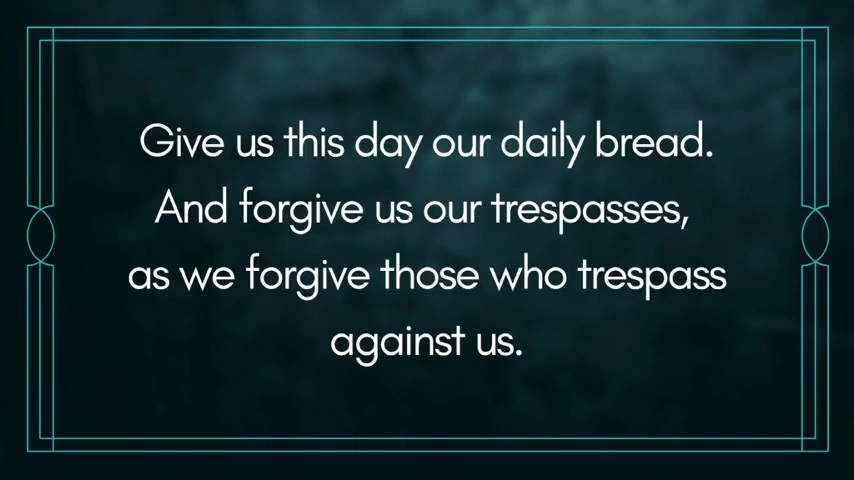 Give us this day our daily bread.
And forgive us our trespasses,
as we forgive those who trespass
against us.